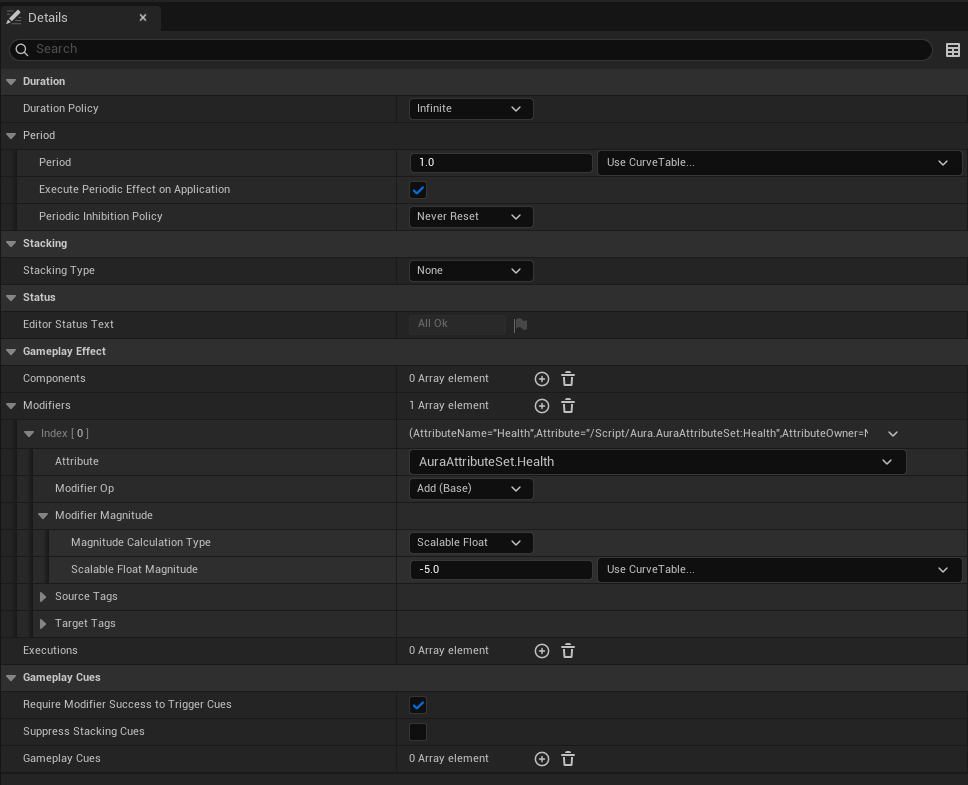 Details
Search
Duration
Duration Policy Infinite
Period
Period 1.0 Use CurveTable...
Execute Periodic Effect on Application
Periodic Inhibition Policy Never Reset
Stacking
Stacking Type None
Status
Editor Status Text All Ok
Gameplay Effect
Components 0 Array element
Modifiers 1 Array element
Index [ 0 ] (AttributeName="Health",Attribute="/Script/Aura.AuraAttributeSet:Health",AttributeOwner=
Attribute AuraAttributeSet.Health
Modifier Op Add (Base)
Modifier Magnitude
Magnitude Calculation Type Scalable Float
Scalable Float Magnitude -5.0 Use CurveTable...
Source Tags
Target Tags
Executions 0 Array element
Gameplay Cues
Require Modifier Success to Trigger Cues
Suppress Stacking Cues
Gameplay Cues 0 Array element